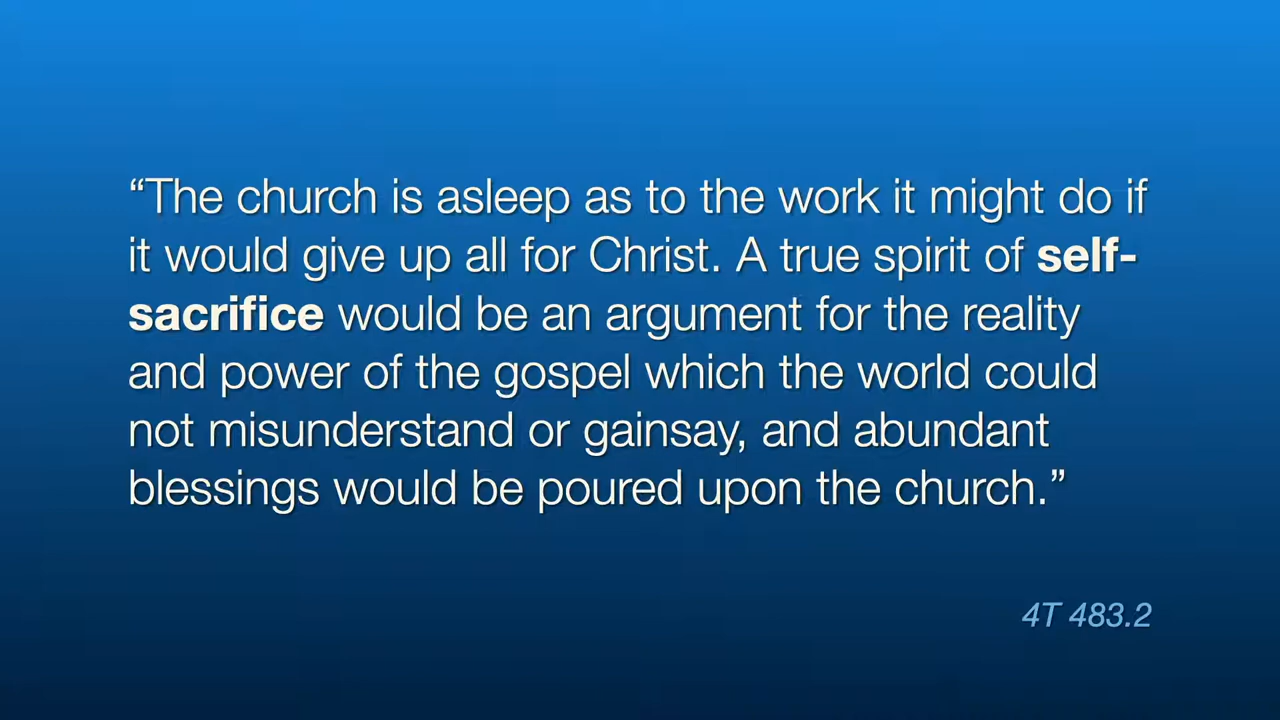 “The church is asleep as to the work it might do if
it would give up all for Christ. A true spirit of self-
sacrifice would be an argument for the reality
and power of the gospel which the world could
not misunderstand or gainsay, and abundant
blessings would be poured upon the church.”
4T 483.2